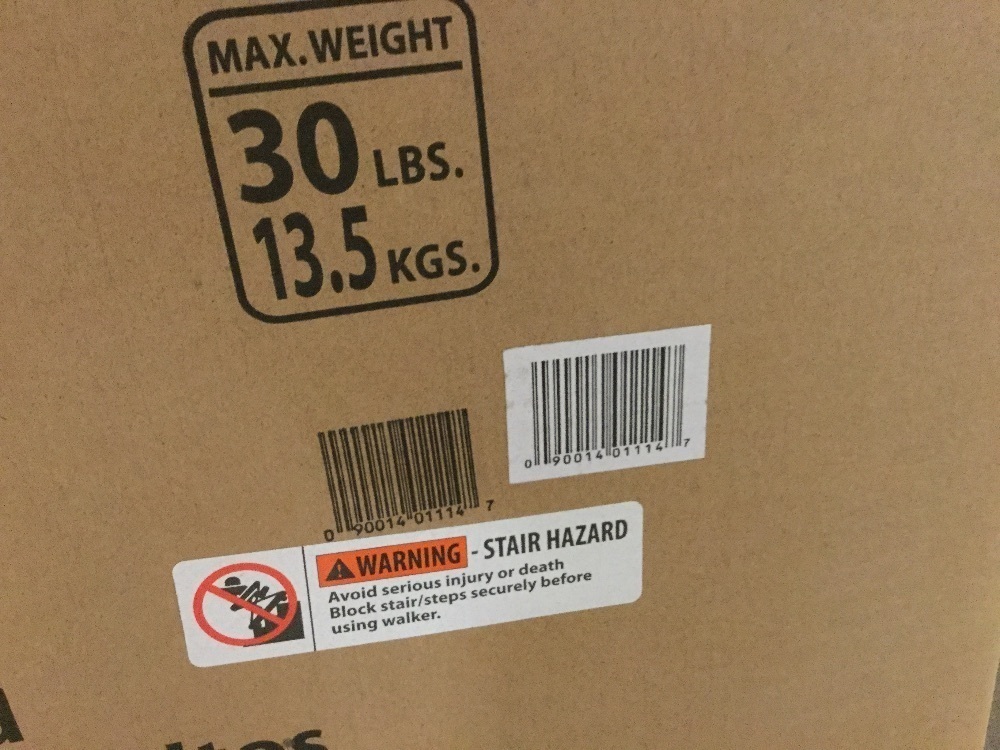 MAX. WEIGHT
30 LBS.
13.5 KGS.
0 90014 01114 7
0 90014 01114 7
WARNING - STAIR HAZARD
Avoid serious injury or death
Block stair/steps securely before
using walker.